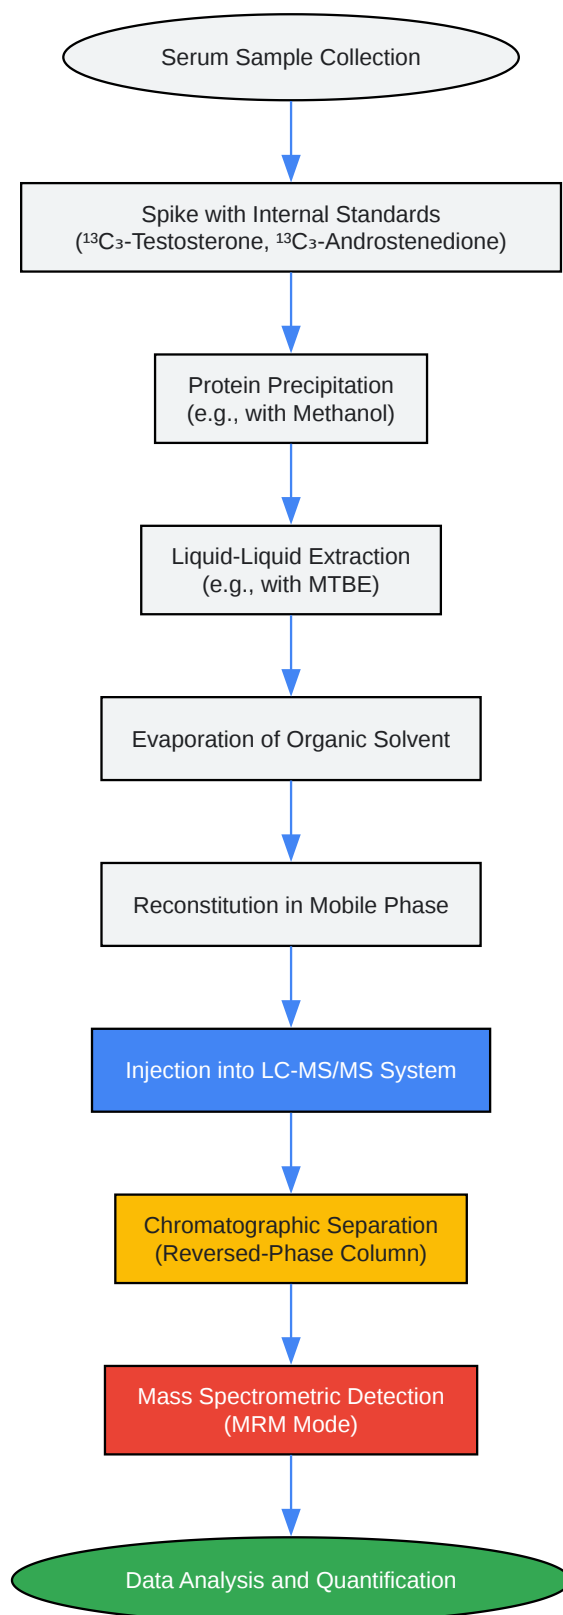 Serum Sample Collection
Spike with Internal Standards
(¹³C₃-Testosterone, ¹³C₃-Androstenedione)
Protein Precipitation
(e.g., with Methanol)
Liquid-Liquid Extraction
(e.g., with MTBE)
Evaporation of Organic Solvent
Reconstitution in Mobile Phase
Injection into LC-MS/MS System
Chromatographic Separation
(Reversed-Phase Column)
Mass Spectrometric Detection
(MRM Mode)
Data Analysis and Quantification